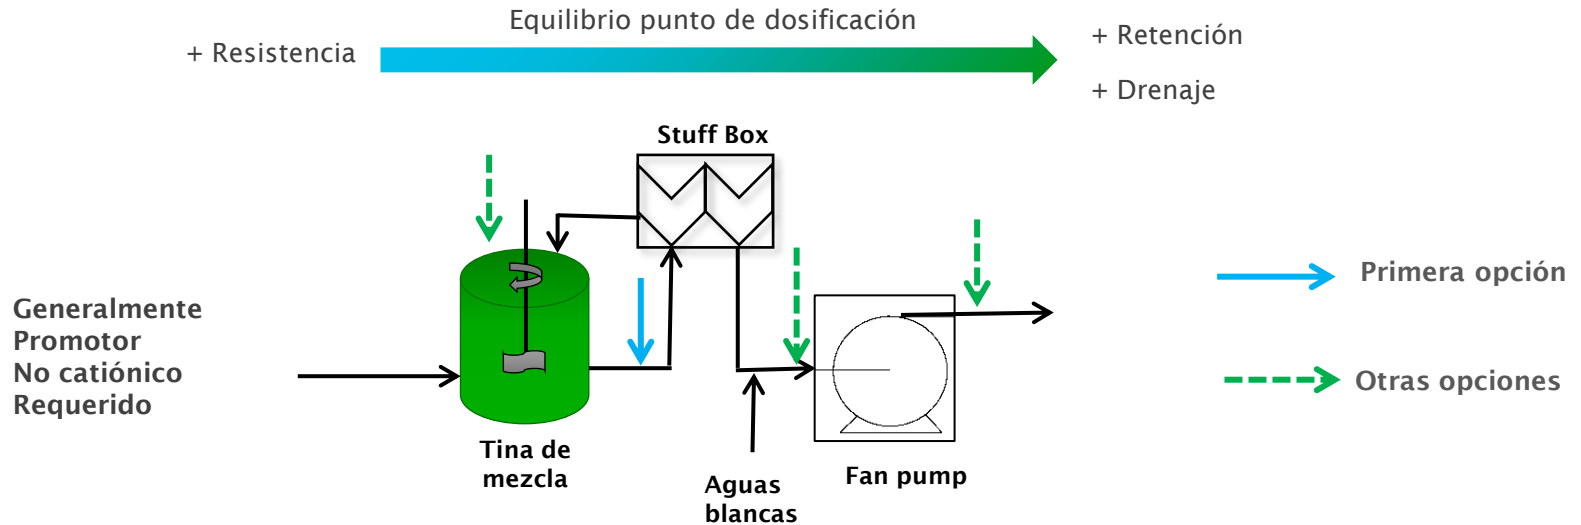 Equilibrio punto de dosificación
+ Resistencia
+ Retención
+ Drenaje
Stuff Box
Primera opción
Generalmente
Promotor
No catiónico
Requerido
Otras opciones
Tina de
mezcla
Aguas
blancas
Fan pump